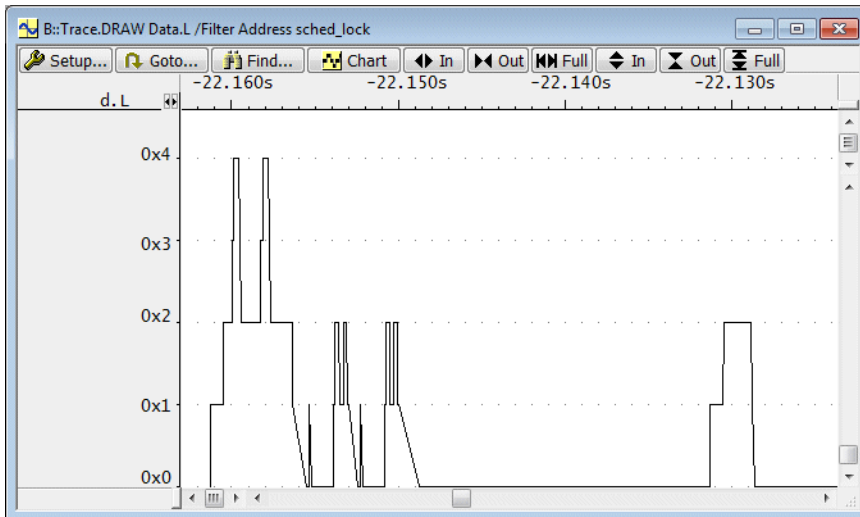 B::Trace.DRAW Data.L /Filter Address sched_lock
Setup... Goto... Find... Chart In Out Full In Out Full
-22.160s -22.150s -22.140s -22.130s
d.L
0x4
0x3
0x2
0x1
0x0